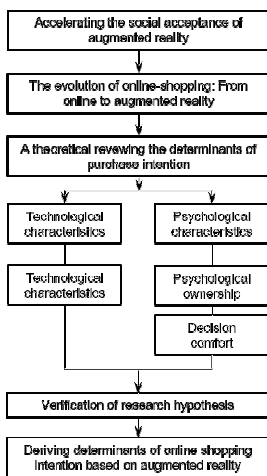 Accelerating the social acceptance of
augmented reality
The evolution of online-shopping: From
online to augmented reality
A theoretical reviewing the determinants of
purchase intention
Technological
characteristics
Psychological
characteristics
Technological
characteristics
Psychological
ownership
Decision
comfort
Verification of research hypothesis
Deriving determinants of online shopping
intention based on augmented reality